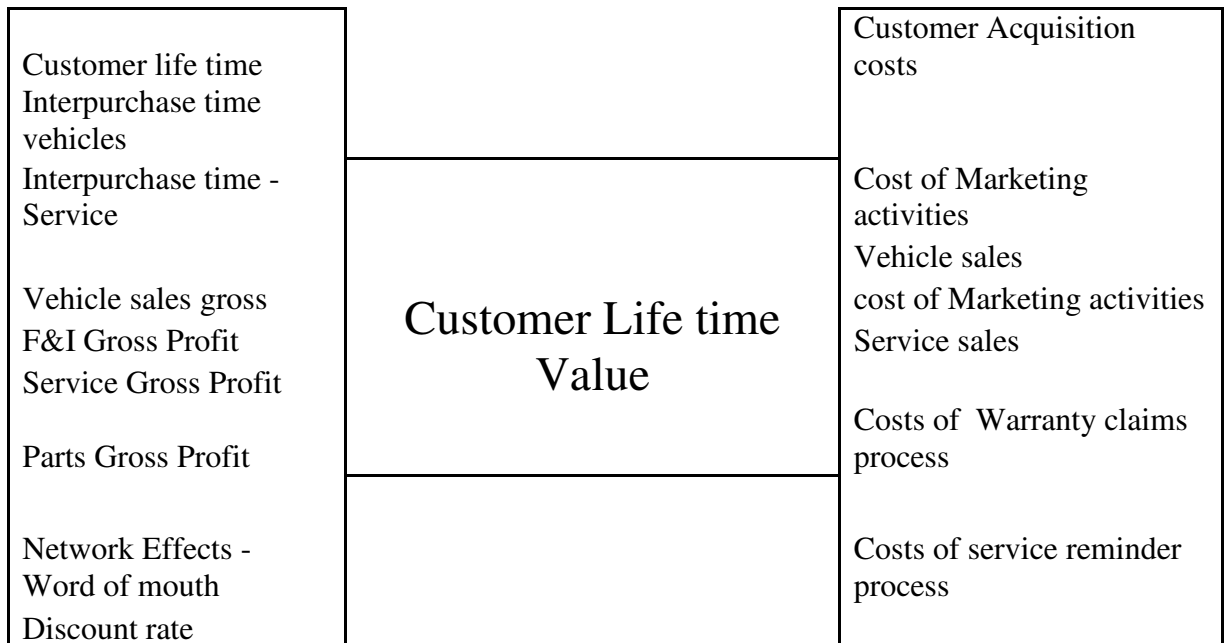 Customer life time
Interpurchase time
vehicles
Interpurchase time -
Service
Vehicle sales gross
F&I Gross Profit
Service Gross Profit
Parts Gross Profit
Network Effects -
Word of mouth
Discount rate
Customer Life time
Value
Customer Acquisition
costs
Cost of Marketing
activities
Vehicle sales
cost of Marketing activities
Service sales
Costs of  Warranty claims
process
Costs of service reminder
process